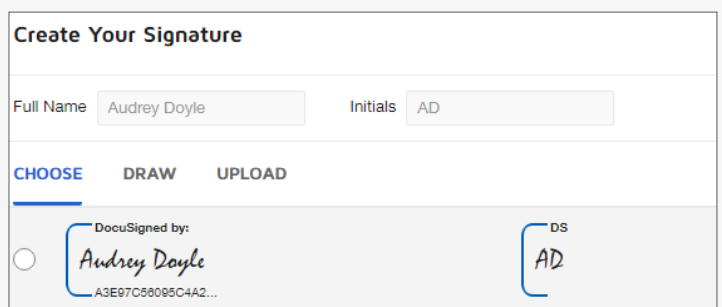 Create Your Signature
Full Name Audrey Doyle Initials AD
CHOOSE DRAW UPLOAD
DocuSigned by: DS
Audrey Doyle AD
A3E97C56095C4A2...